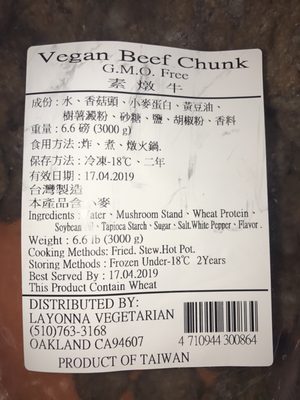 Vegan Beef Chunk
G.M.O. Free
素燉牛
成份：水、香菇頭、小麥蛋白、黃豆油、
樹薯澱粉、砂糖、鹽、胡椒粉、香料
重量：6.6 磅 (3000 g)
食用方法：炸、煮、燉火鍋.
保存方法：冷凍-18℃、二年
有效日期：17.04.2019
台灣製造
本產品含小麥
Ingredients : ater、Mushroom Stand、Wheat Protein、
Soybean oil、Tapioca Starch、Sugar、Salt.White Pepper、Flavor.
Weight : 6.6 lb (3000 g)
Cooking Methods: Fried. Stew.Hot Pot.
Storing Methods : Frozen Under-18℃ 2Years
Best Served By : 17.04.2019
This Product Contain Wheat
DISTRIBUTED BY:
LAYONNA VEGETARIAN
(510)763-3168
OAKLAND CA94607
4 710944 300864
PRODUCT OF TAIWAN